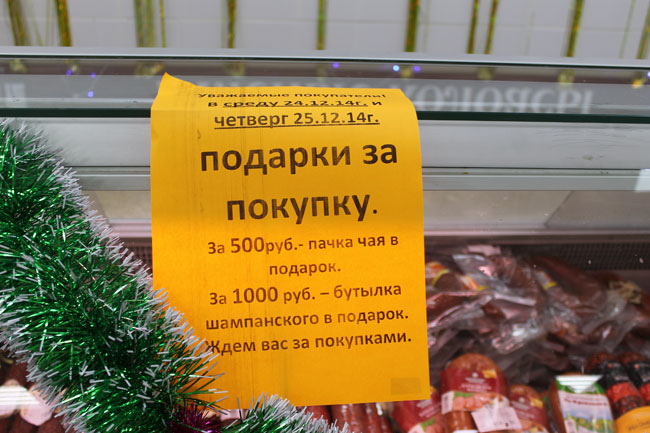 Уважаемые покупатели!
в среду 24.12.14г. и
четверг 25.12.14г.
подарки за
покупку.
За 500руб.- пачка чая в
подарок.
За 1000 руб. – бутылка
шампанского в подарок.
Ждем вас за покупками.